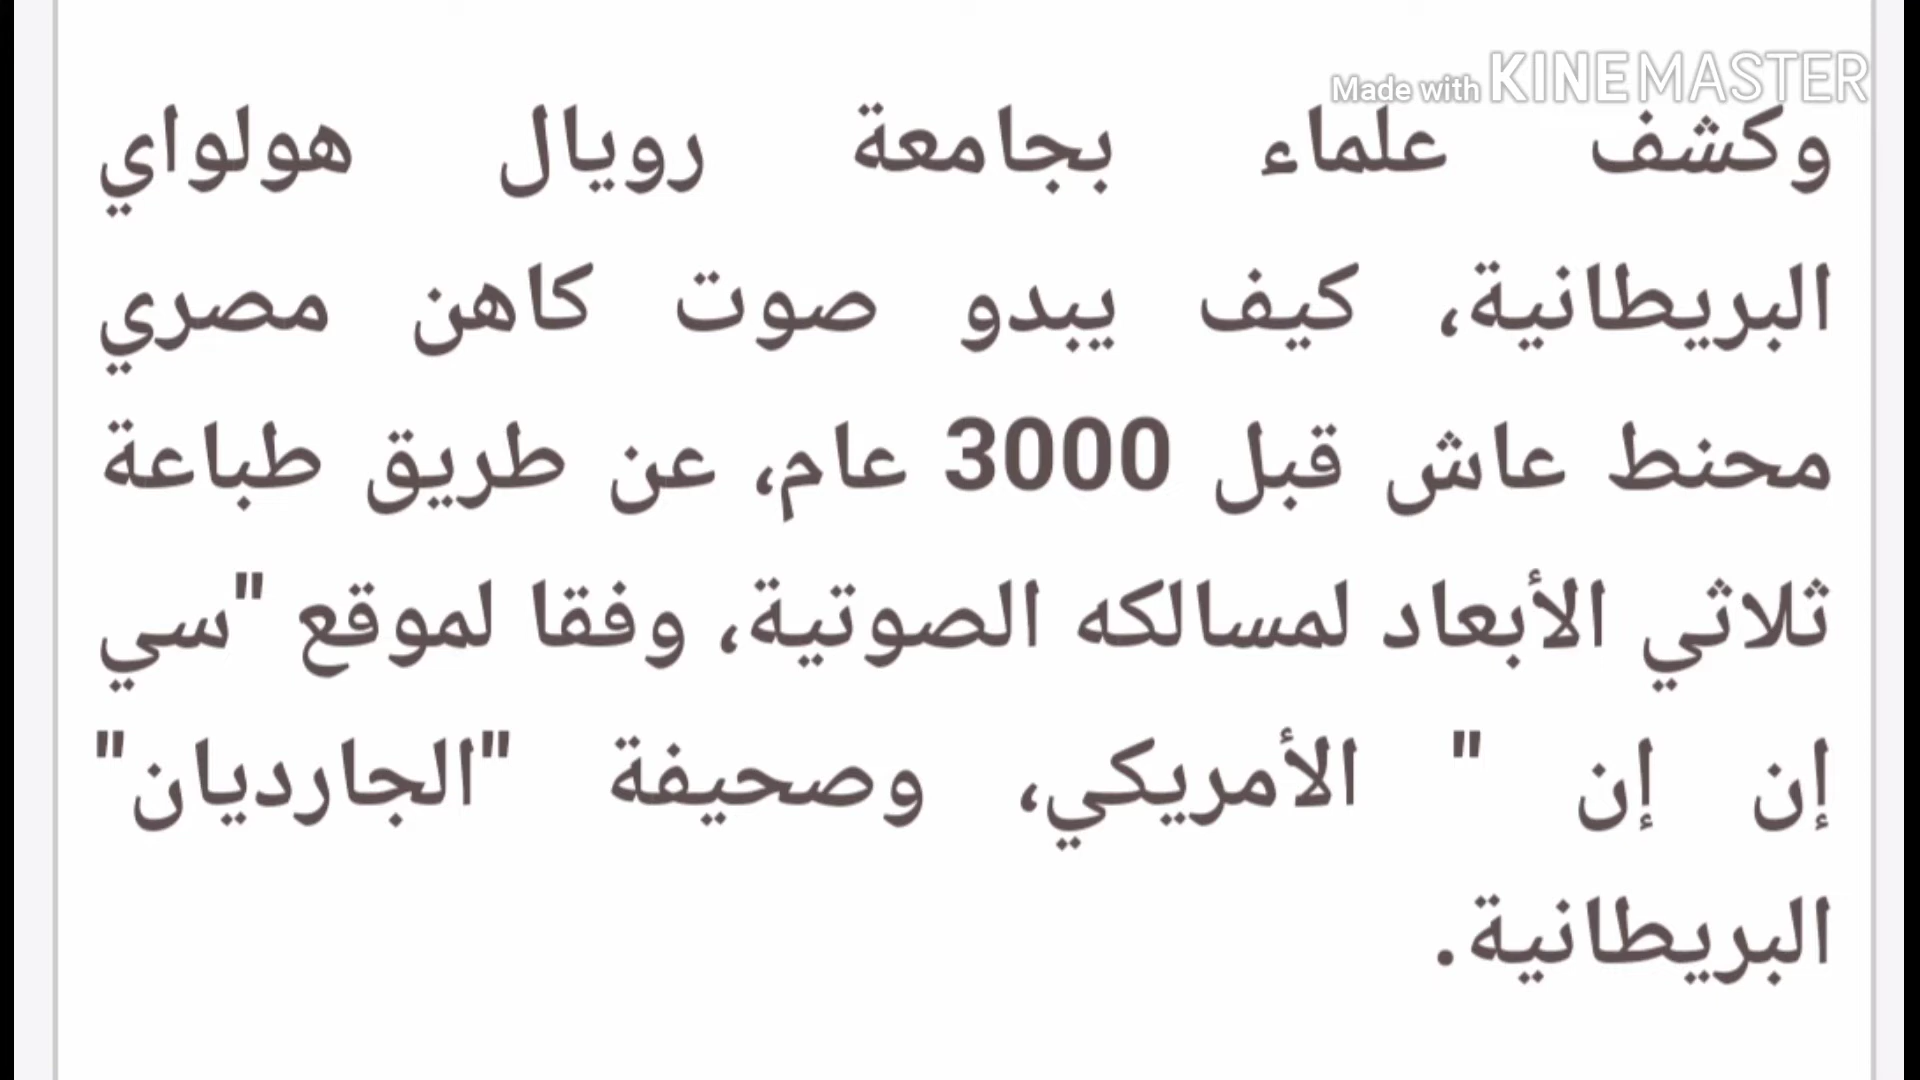 Made with KINEMASTER
وكشف علماء بجامعة رويال هولواي
البريطانية، كيف يبدو صوت كاهن مصري
محنط عاش قبل 3000 عام، عن طريق طباعة
ثلاثي الأبعاد لمسالكه الصوتية، وفقا لموقع "سي
إن إن " الأمريكي، وصحيفة "الجارديان"
البريطانية.